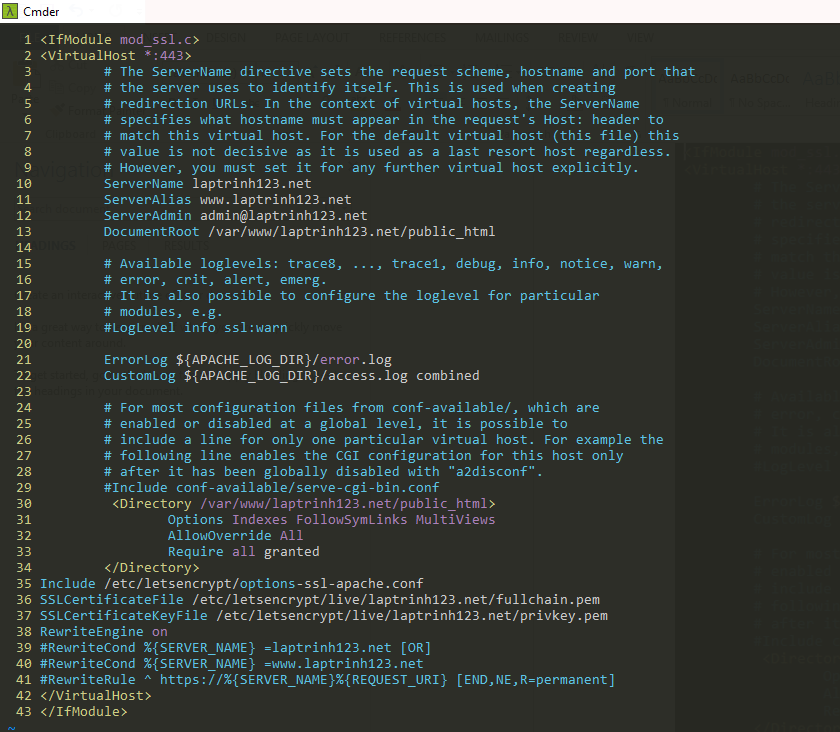 Cmder
1 <IfModule mod_ssl.c>
2 <VirtualHost *:443>
3 # The ServerName directive sets the request scheme, hostname and port that
4 # the server uses to identify itself. This is used when creating
5 # redirection URLs. In the context of virtual hosts, the ServerName
6 # specifies what hostname must appear in the request's Host: header to
7 # match this virtual host. For the default virtual host (this file) this
8 # value is not decisive as it is used as a last resort host regardless.
9 # However, you must set it for any further virtual host explicitly.
10 ServerName laptrinh123.net
11 ServerAlias www.laptrinh123.net
12 ServerAdmin admin@laptrinh123.net
13 DocumentRoot /var/www/laptrinh123.net/public_html
14
15 # Available loglevels: trace8, ..., trace1, debug, info, notice, warn,
16 # error, crit, alert, emerg.
17 # It is also possible to configure the loglevel for particular
18 # modules, e.g.
19 #LogLevel info ssl:warn
20
21 ErrorLog ${APACHE_LOG_DIR}/error.log
22 CustomLog ${APACHE_LOG_DIR}/access.log combined
23
24 # For most configuration files from conf-available/, which are
25 # enabled or disabled at a global level, it is possible to
26 # include a line for only one particular virtual host. For example the
27 # following line enables the CGI configuration for this host only
28 # after it has been globally disabled with "a2disconf".
29 #Include conf-available/serve-cgi-bin.conf
30 <Directory /var/www/laptrinh123.net/public_html>
31 Options Indexes FollowSymLinks MultiViews
32 AllowOverride All
33 Require all granted
34 </Directory>
35 Include /etc/letsencrypt/options-ssl-apache.conf
36 SSLCertificateFile /etc/letsencrypt/live/laptrinh123.net/fullchain.pem
37 SSLCertificateKeyFile /etc/letsencrypt/live/laptrinh123.net/privkey.pem
38 RewriteEngine on
39 #RewriteCond %{SERVER_NAME} =laptrinh123.net [OR]
40 #RewriteCond %{SERVER_NAME} =www.laptrinh123.net
41 #RewriteRule ^ https://%{SERVER_NAME}%{REQUEST_URI} [END,NE,R=permanent]
42 </VirtualHost>
43 </IfModule>
~